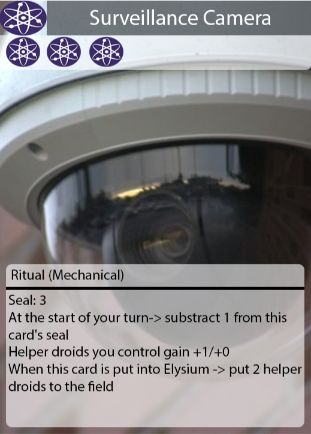 Surveillance Camera
Ritual (Mechanical)
Seal: 3
At the start of your turn-> substract 1 from this
card's seal
Helper droids you control gain +1/+0
When this card is put into Elysium -> put 2 helper
droids to the field